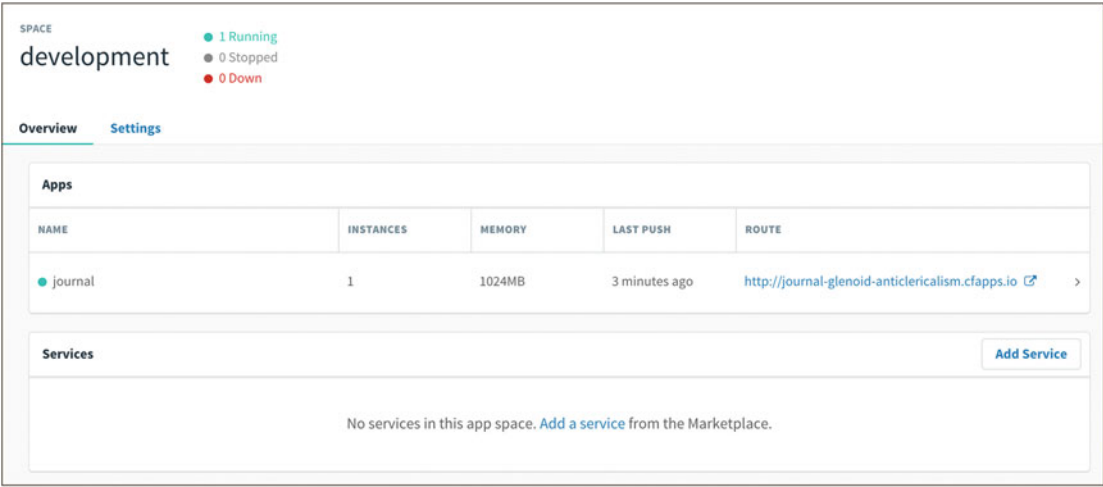 SPACE
development
1 Running
0 Stopped
0 Down
Overview Settings
Apps
NAME INSTANCES MEMORY LAST PUSH ROUTE
journal 1 1024MB 3 minutes ago http://journal-glenoid-anticlericalism.cfapps.io
Services Add Service
No services in this app space. Add a service from the Marketplace.